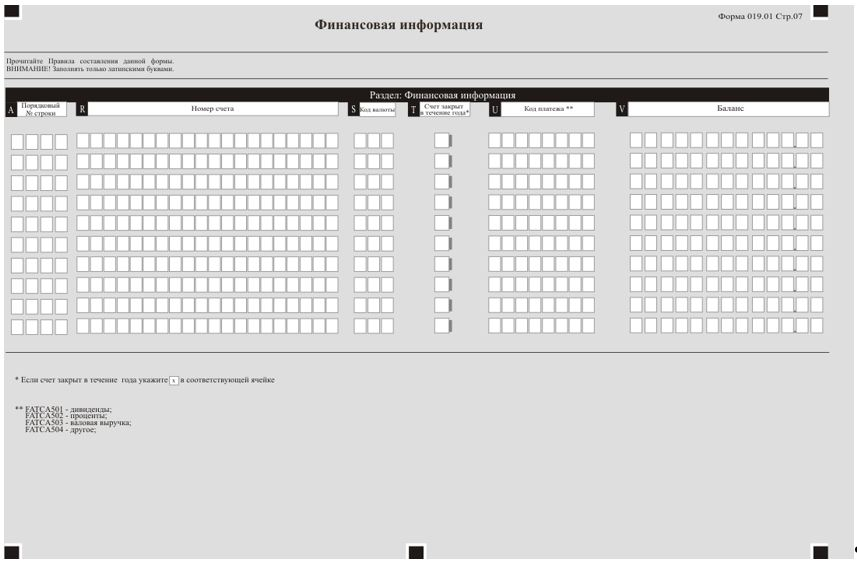 Форма 019.01 Стр.07
Финансовая информация
Прочитайте Правила составления данной формы.
ВНИМАНИЕ! Заполнять только латинскими буквами.
Раздел: Финансовая информация
A Порядковый № строки R Номер счета S Код валюты T Счет закрыт в течение года* U Код платежа ** V Баланс
* Если счет закрыт в течение года укажите x в соответствующей ячейке
** FATCA501 - дивиденды;
FATCA502 - проценты;
FATCA503 - валовая выручка;
FATCA504 - другое;